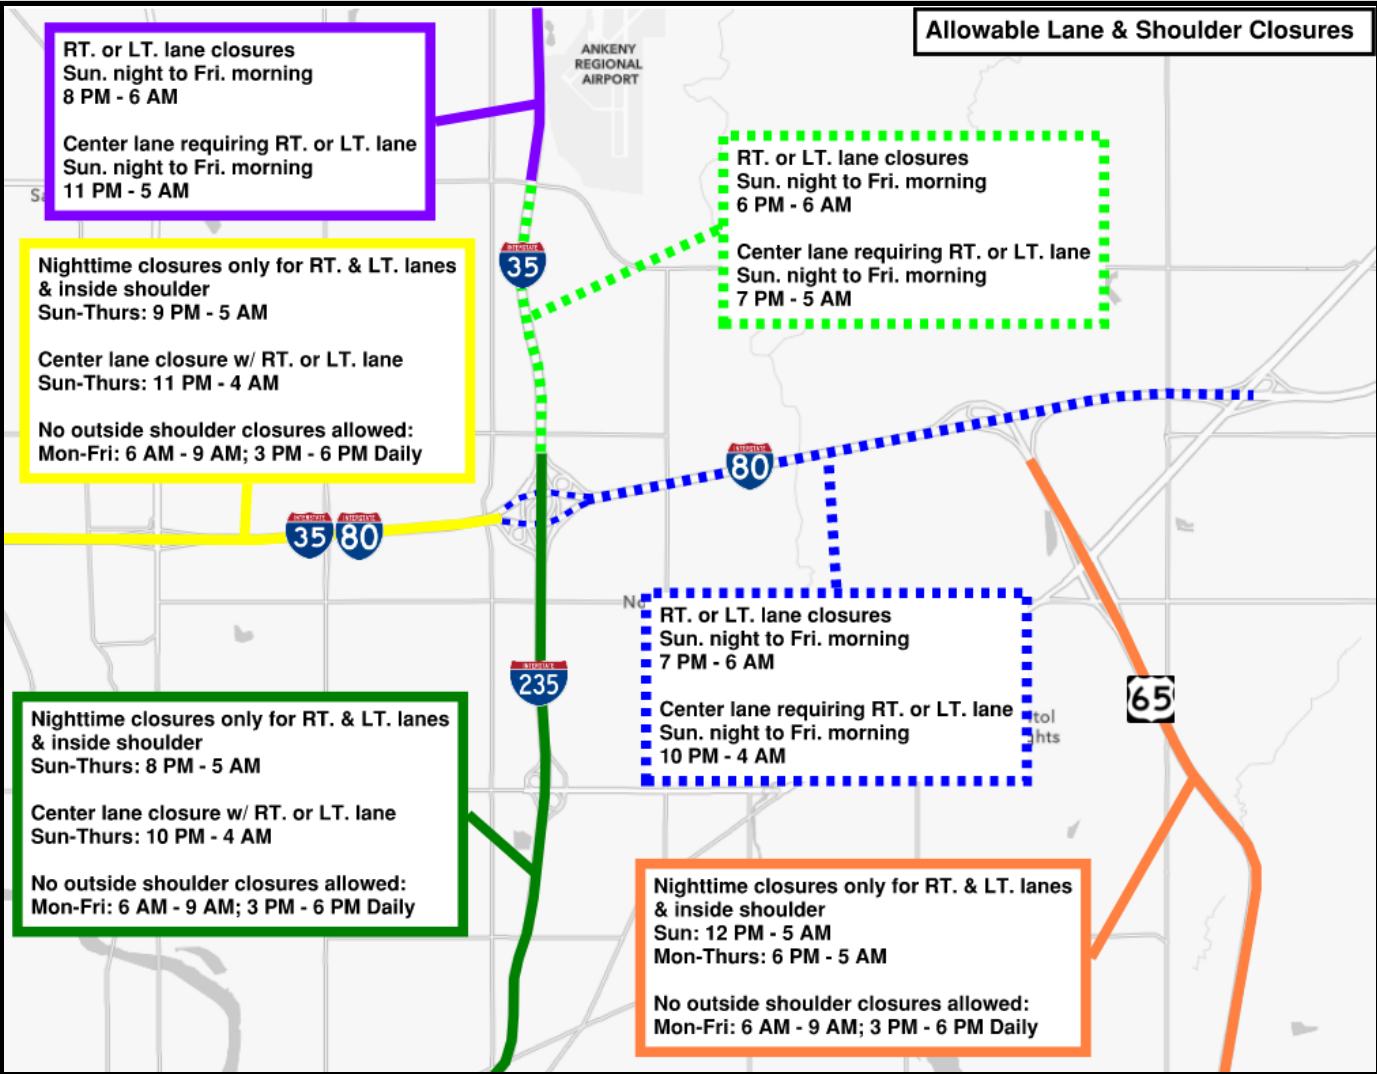 Allowable Lane & Shoulder Closures
RT. or LT. lane closures
Sun. night to Fri. morning
8 PM - 6 AM
Center lane requiring RT. or LT. lane
Sun. night to Fri. morning
11 PM - 5 AM
ANKENY
REGIONAL
AIRPORT
RT. or LT. lane closures
Sun. night to Fri. morning
6 PM - 6 AM
Center lane requiring RT. or LT. lane
Sun. night to Fri. morning
7 PM - 5 AM
INTERSTATE
35
Nighttime closures only for RT. & LT. lanes
& inside shoulder
Sun-Thurs: 9 PM - 5 AM
Center lane closure w/ RT. or LT. lane
Sun-Thurs: 11 PM - 4 AM
No outside shoulder closures allowed:
Mon-Fri: 6 AM - 9 AM; 3 PM - 6 PM Daily
INTERSTATE
80
INTERSTATE
35
INTERSTATE
80
RT. or LT. lane closures
Sun. night to Fri. morning
7 PM - 6 AM
Center lane requiring RT. or LT. lane
Sun. night to Fri. morning
10 PM - 4 AM
INTERSTATE
235
65
Nighttime closures only for RT. & LT. lanes
& inside shoulder
Sun-Thurs: 8 PM - 5 AM
Center lane closure w/ RT. or LT. lane
Sun-Thurs: 10 PM - 4 AM
No outside shoulder closures allowed:
Mon-Fri: 6 AM - 9 AM; 3 PM - 6 PM Daily
Nighttime closures only for RT. & LT. lanes
& inside shoulder
Sun: 12 PM - 5 AM
Mon-Thurs: 6 PM - 5 AM
No outside shoulder closures allowed:
Mon-Fri: 6 AM - 9 AM; 3 PM - 6 PM Daily